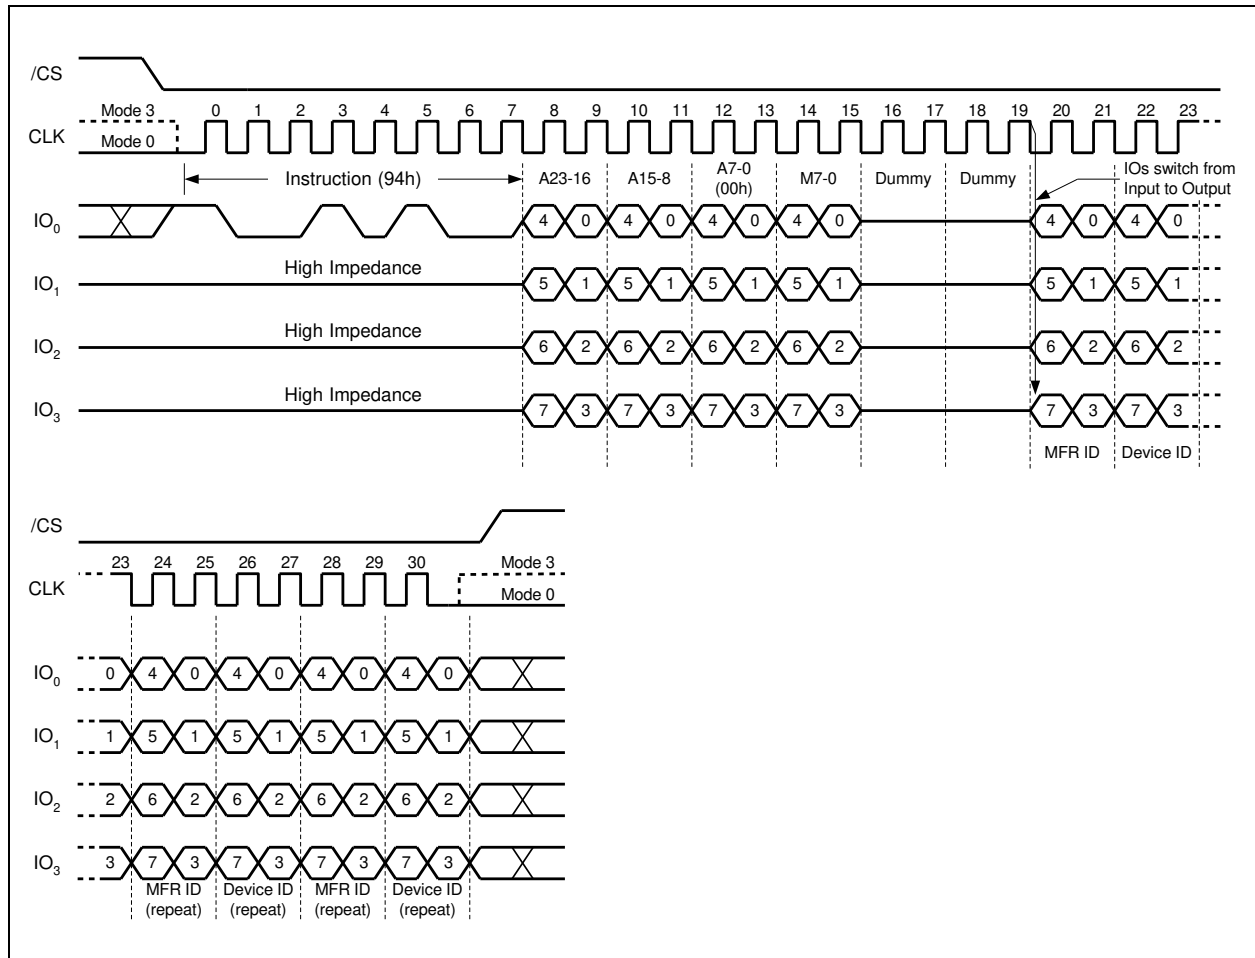 /CS
Mode 3
0 1 2 3 4 5 6 7 8 9 10 11 12 13 14 15 16 17 18 19 20 21 22 23
CLK
Mode 0
Instruction (94h)
A23-16 A15-8 A7-0 (00h) M7-0 Dummy Dummy
IOs switch from
Input to Output
IO0 4 0 4 0 4 0 4 0 4 0 4 0
High Impedance
IO1 5 1 5 1 5 1 5 1 5 1 5 1
High Impedance
IO2 6 2 6 2 6 2 6 2 6 2 6 2
High Impedance
IO3 7 3 7 3 7 3 7 3 7 3 7 3
MFR ID Device ID
/CS
23 24 25 26 27 28 29 30 Mode 3
CLK
Mode 0
IO0 0 4 0 4 0 4 0 4 0
IO1 1 5 1 5 1 5 1 5 1
IO2 2 6 2 6 2 6 2 6 2
IO3 3 7 3 7 3 7 3 7 3
MFR ID Device ID MFR ID Device ID
(repeat) (repeat) (repeat) (repeat)